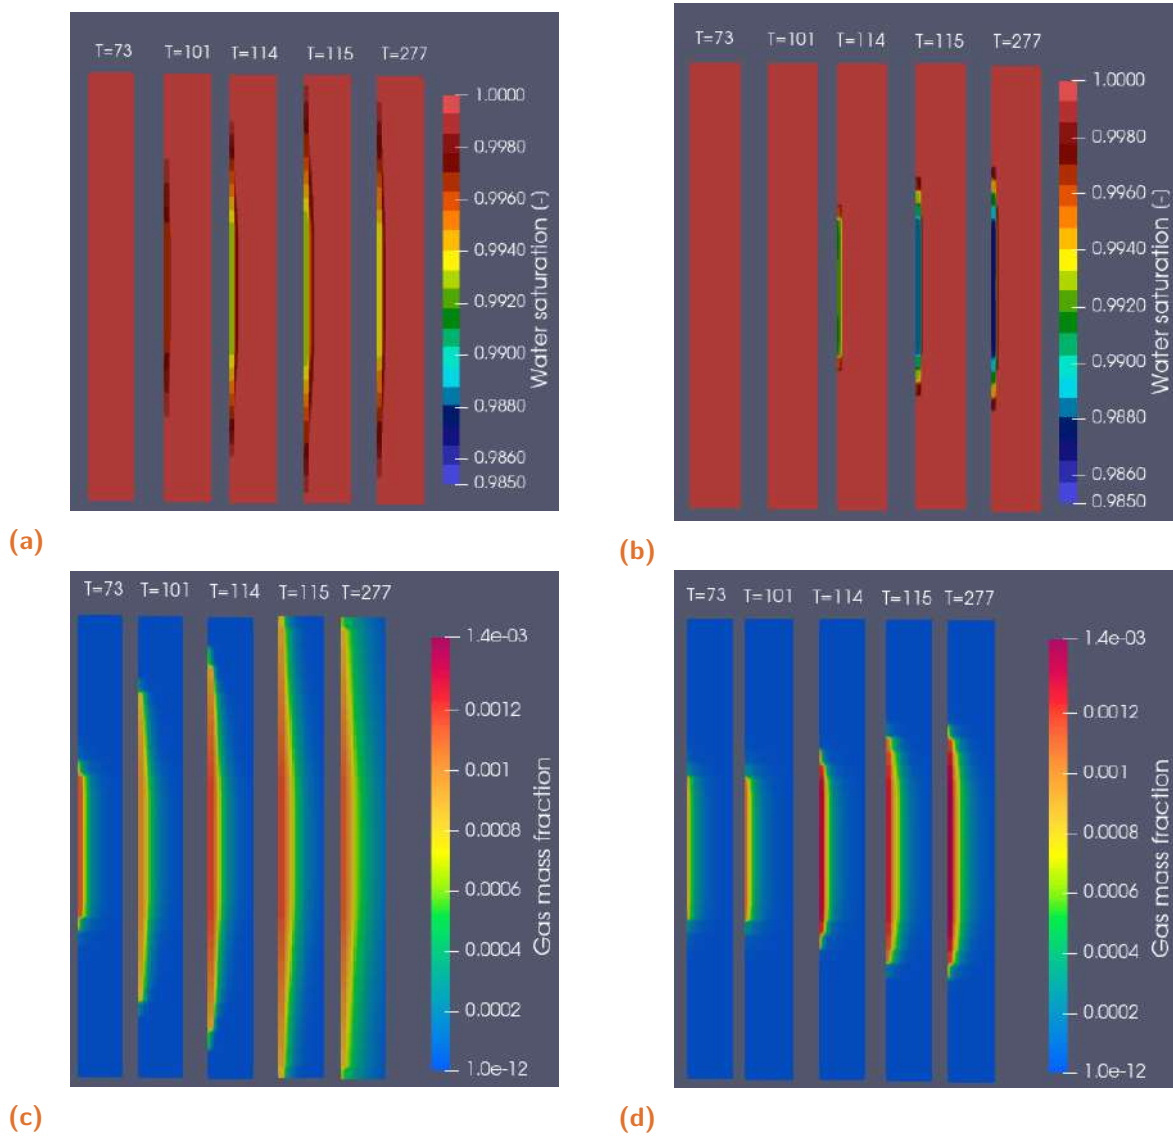 T=73 T=101 T=114 T=115 T=277
1.0000
0.9980
0.9960
0.9940
0.9920
0.9900
0.9880
0.9860
0.9850
Water saturation (-)
(a)
T=73 T=101 T=114 T=115 T=277
1.0000
0.9980
0.9960
0.9940
0.9920
0.9900
0.9880
0.9860
0.9850
Water saturation (-)
(b)
T=73 T=101 T=114 T=115 T=277
1.4e-03
0.0012
0.001
0.0008
0.0006
0.0004
0.0002
1.0e-12
Gas mass fraction
(c)
T=73 T=101 T=114 T=115 T=277
1.4e-03
0.0012
0.001
0.0008
0.0006
0.0004
0.0002
1.0e-12
Gas mass fraction
(d)